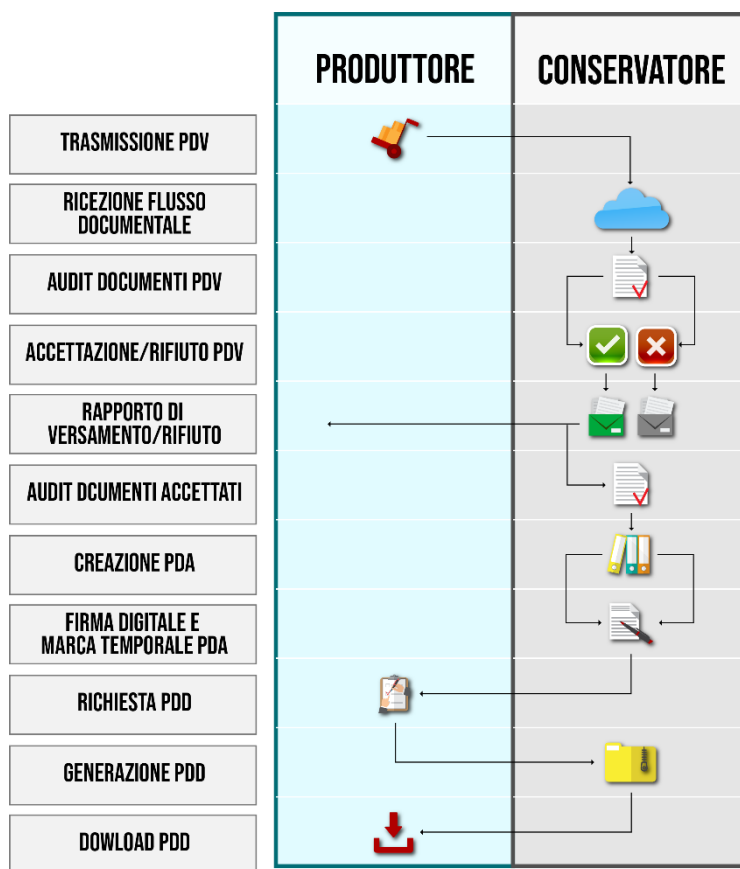 PRODUTTORE
CONSERVATORE
TRASMISSIONE PDV
RICEZIONE FLUSSO
DOCUMENTALE
AUDIT DOCUMENTI PDV
ACCETTAZIONE/RIFIUTO PDV
RAPPORTO DI
VERSAMENTO/RIFIUTO
AUDIT DCUMENTI ACCETTATI
CREAZIONE PDA
FIRMA DIGITALE E
MARCA TEMPORALE PDA
RICHIESTA PDD
GENERAZIONE PDD
DOWLOAD PDD